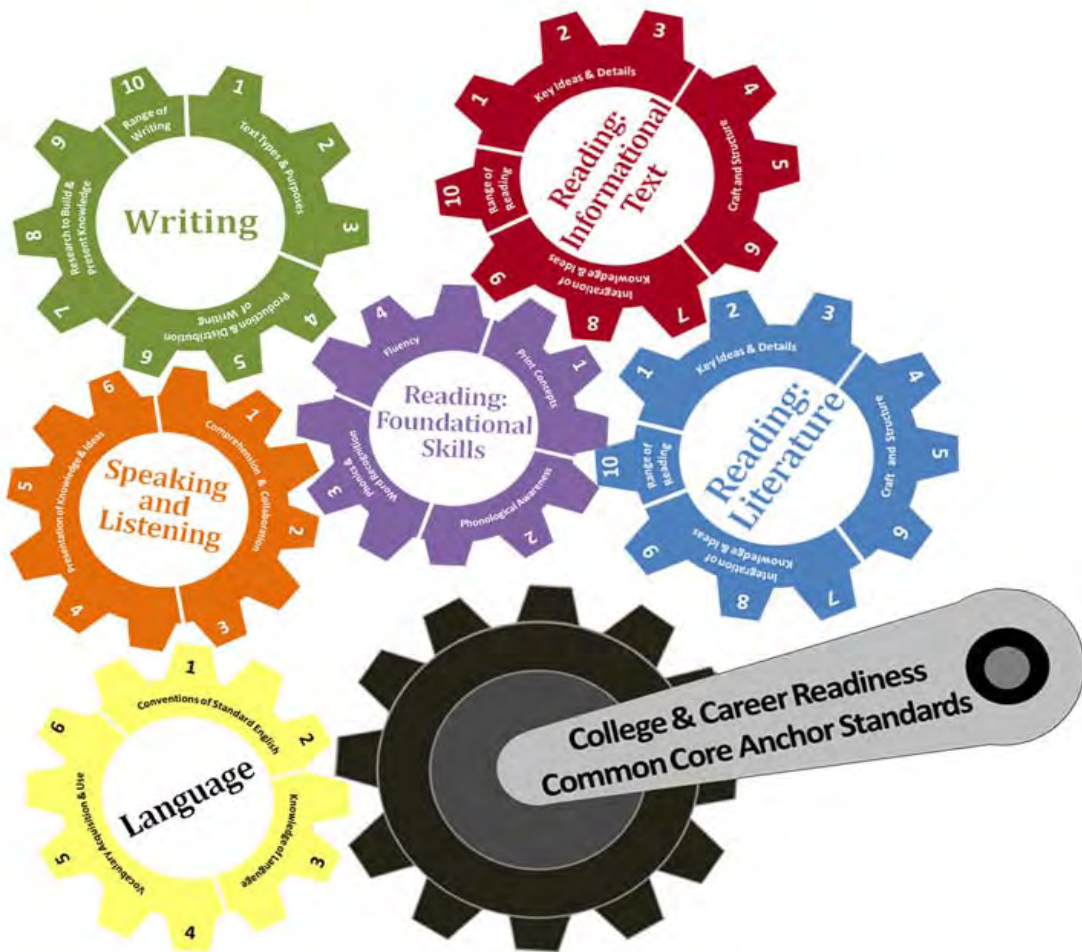 Writing
1
2
3
Text Types & Purposes
4
5
6
Production & Distribution
of Writing
7
8
9
Research to Build &
Present Knowledge
10
Range of
Writing
Reading:
Informational
Text
1
2
3
Key Ideas & Details
4
5
6
Craft and Structure
7
8
9
Integration of
Knowledge & Ideas
10
Range of
Reading
Reading:
Foundational
Skills
1
Print Concepts
2
Phonological Awareness
3
Phonics &
Word Recognition
4
Fluency
Reading:
Literature
1
2
3
Key Ideas & Details
4
5
6
Craft and Structure
7
8
9
Integration of
Knowledge & Ideas
10
Range of
Reading
Speaking
and
Listening
1
2
3
Comprehension & Collaboration
4
5
6
Presentation of Knowledge & Ideas
Language
1
2
Conventions of Standard English
3
Knowledge of Language
4
5
6
Vocabulary Acquisition & Use
College & Career Readiness
Common Core Anchor Standards